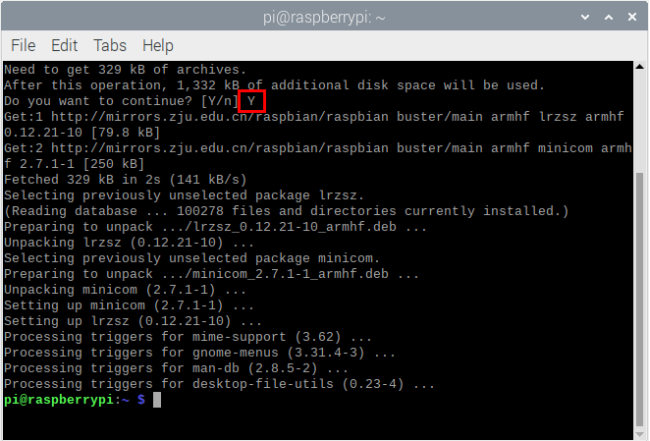 pi@raspberrypi: ~
File Edit Tabs Help
Need to get 329 kB of archives.
After this operation, 1,332 kB of additional disk space will be used.
Do you want to continue? [Y/n] Y
Get:1 http://mirrors.zju.edu.cn/raspbian/raspbian buster/main armhf lrzsz armhf
0.12.21-10 [79.8 kB]
Get:2 http://mirrors.zju.edu.cn/raspbian/raspbian buster/main armhf minicom armh
f 2.7.1-1 [250 kB]
Fetched 329 kB in 2s (141 kB/s)
Selecting previously unselected package lrzsz.
(Reading database ... 100278 files and directories currently installed.)
Preparing to unpack .../lrzsz_0.12.21-10_armhf.deb ...
Unpacking lrzsz (0.12.21-10) ...
Selecting previously unselected package minicom.
Preparing to unpack .../minicom_2.7.1-1_armhf.deb ...
Unpacking minicom (2.7.1-1) ...
Setting up minicom (2.7.1-1) ...
Setting up lrzsz (0.12.21-10) ...
Processing triggers for mime-support (3.62) ...
Processing triggers for gnome-menus (3.31.4-3) ...
Processing triggers for man-db (2.8.5-2) ...
Processing triggers for desktop-file-utils (0.23-4) ...
pi@raspberrypi:~ $